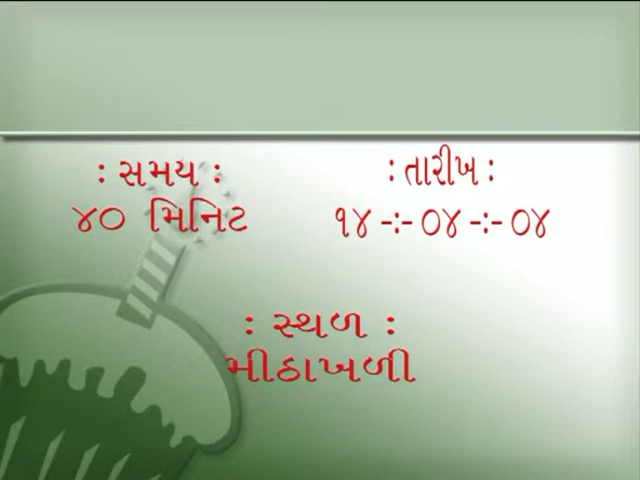 : સમય :
૪૦ મિનિટ
: તારીખ :
૧૪ -:- ૦૪ -:- ૦૪
: સ્થળ :
મીઠાખળી